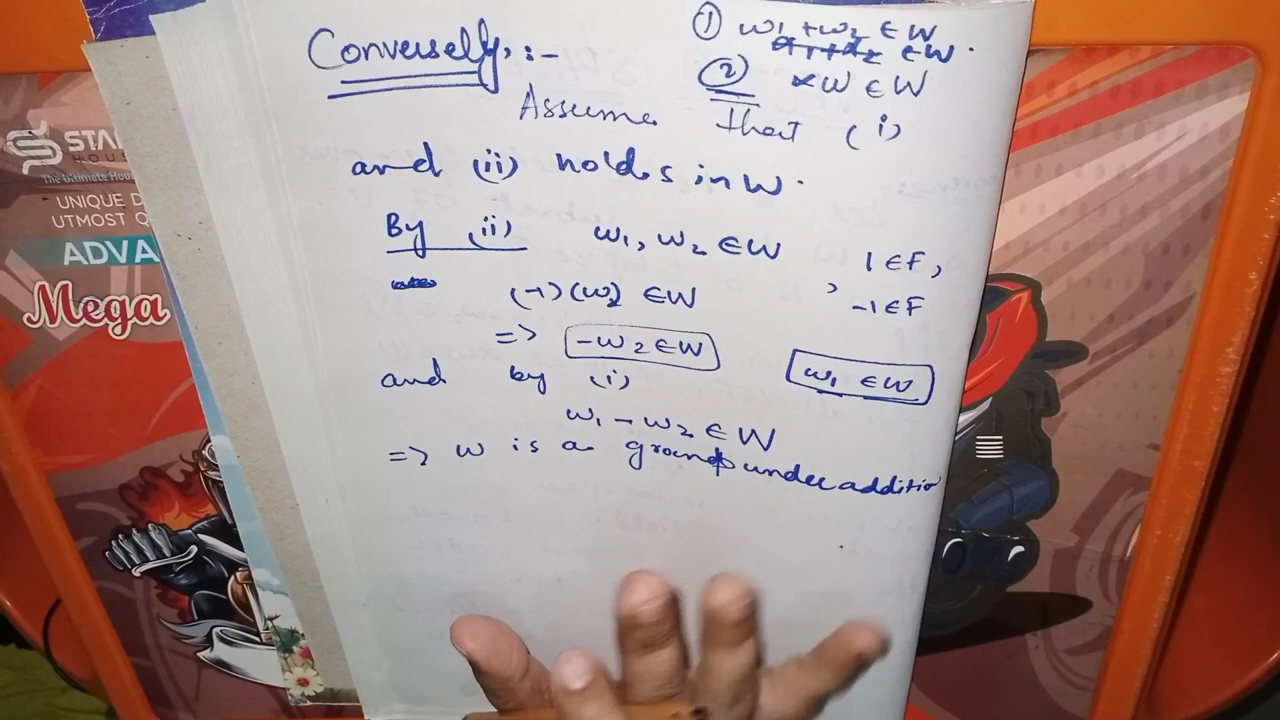 ① w₁ + w₂ ∈ W
∈ W.
Conversely, :-
② αw ∈ W
Assume that (i)
and (ii) holds in W.
By (ii) w₁, w₂ ∈ W 1 ∈ F,
(-1)(w₂) ∈ W , -1 ∈ F
=> -w₂ ∈ W
and by (i) w₁ ∈ W
w₁ - w₂ ∈ W
=> W is a group under addition
STA
HOUS
The Ultimate Hou
UNIQUE D
UTMOST Q
ADVA
Mega